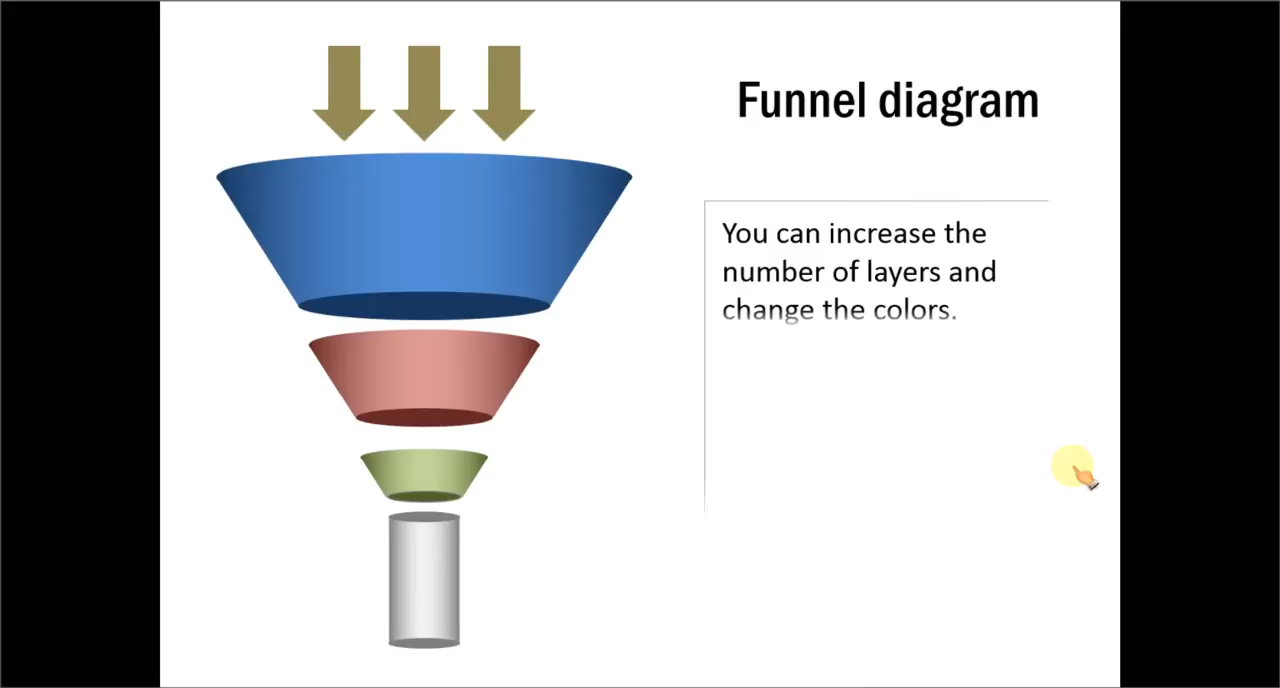 Funnel diagram
You can increase the
number of layers and
change the colors.